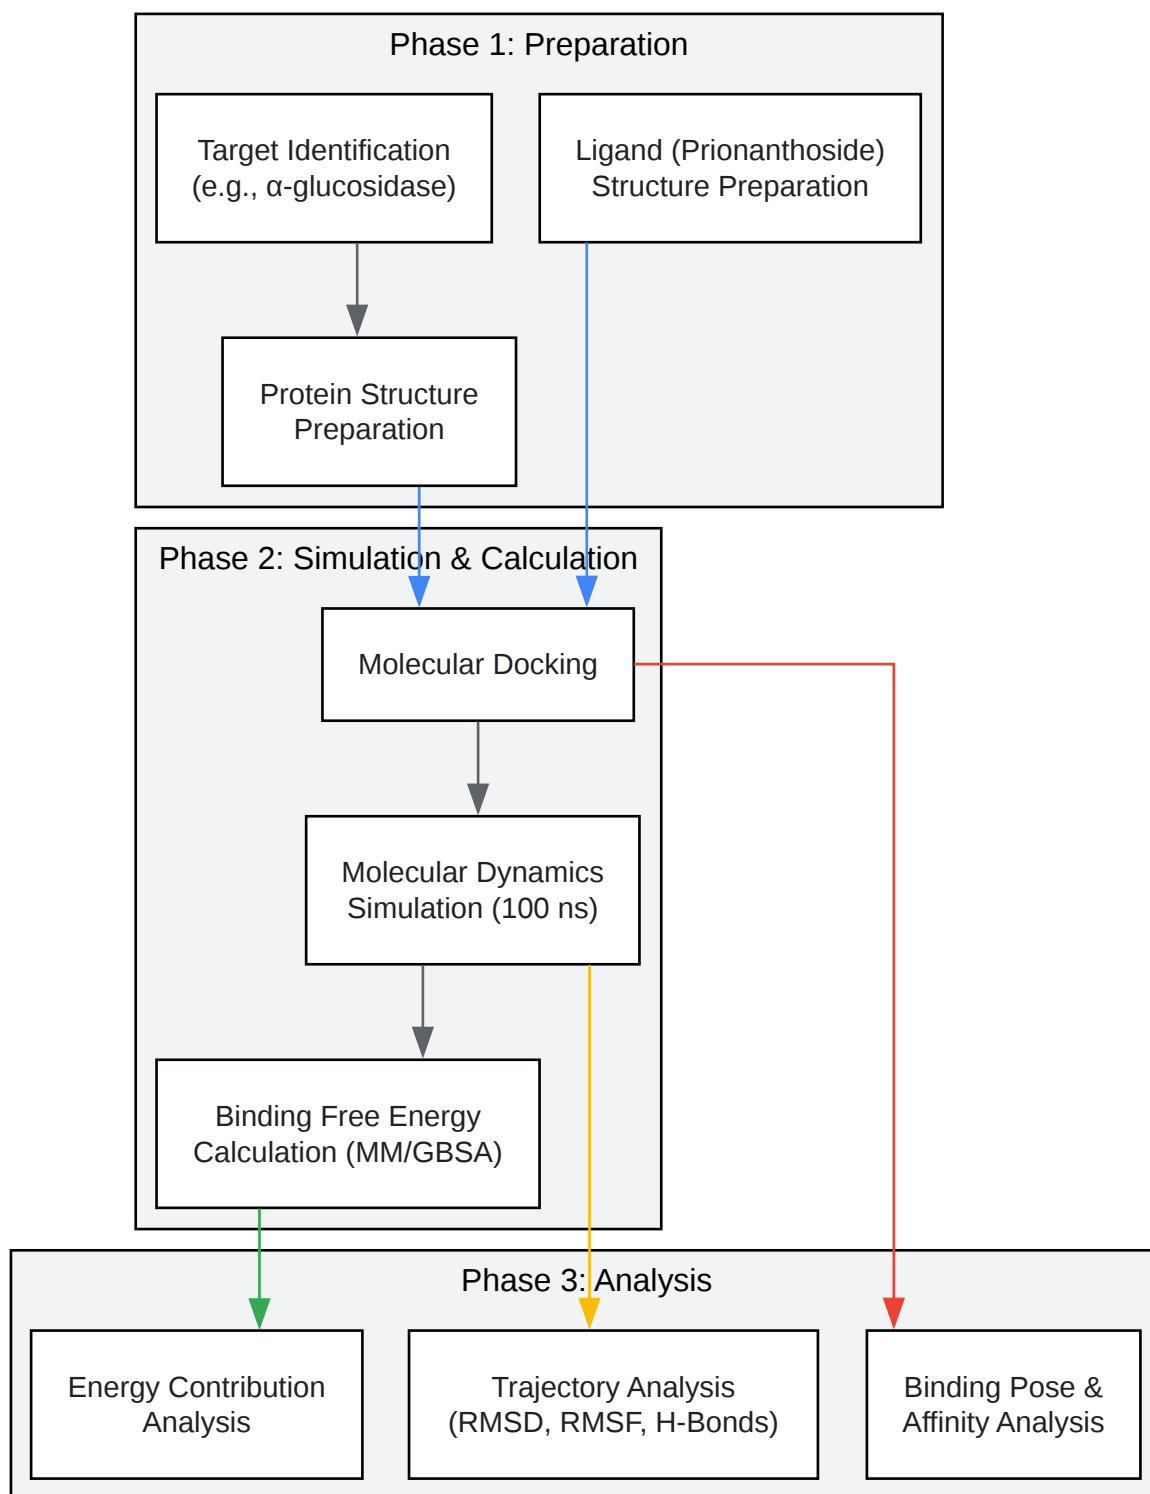 Phase 1: Preparation
Target Identification
(e.g., α-glucosidase)
Ligand (Prionanthoside)
Structure Preparation
Protein Structure
Preparation
Phase 2: Simulation & Calculation
Molecular Docking
Molecular Dynamics
Simulation (100 ns)
Binding Free Energy
Calculation (MM/GBSA)
Phase 3: Analysis
Energy Contribution
Analysis
Trajectory Analysis
(RMSD, RMSF, H-Bonds)
Binding Pose &
Affinity Analysis